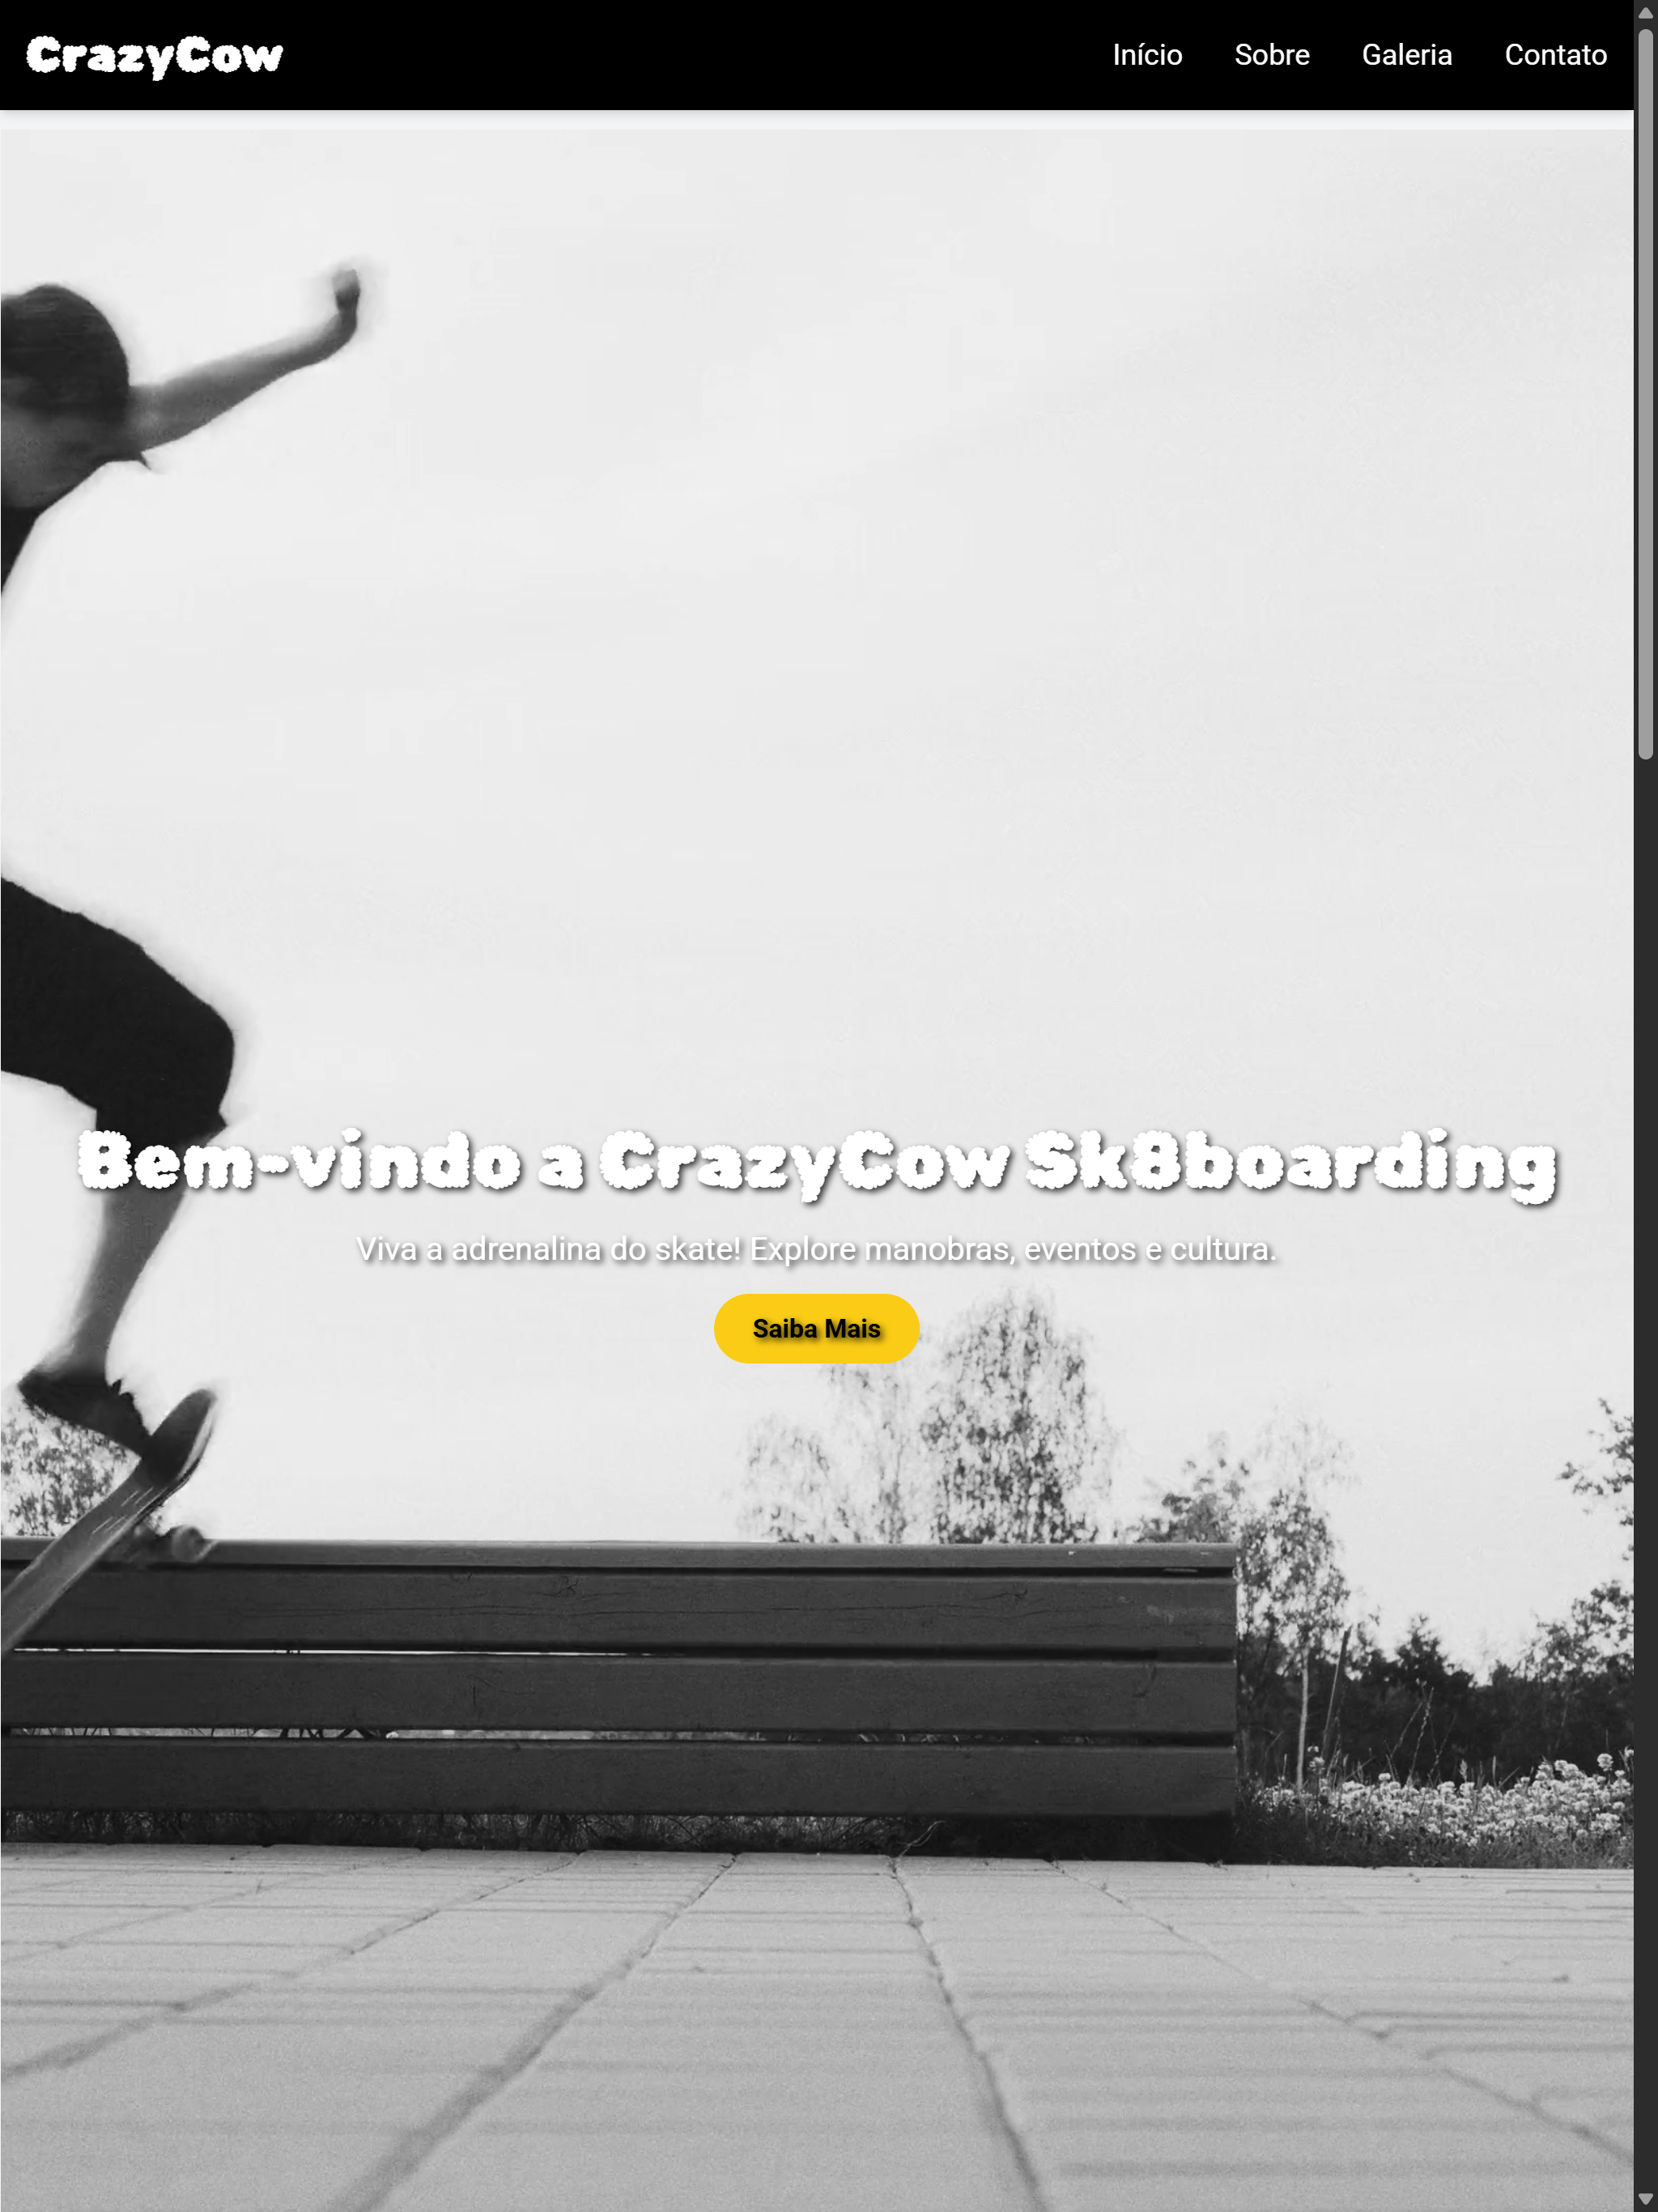 CrazyCow
Início Sobre Galeria Contato
Bem-vindo a CrazyCow Sk8boarding
Viva a adrenalina do skate! Explore manobras, eventos e cultura.
Saiba Mais